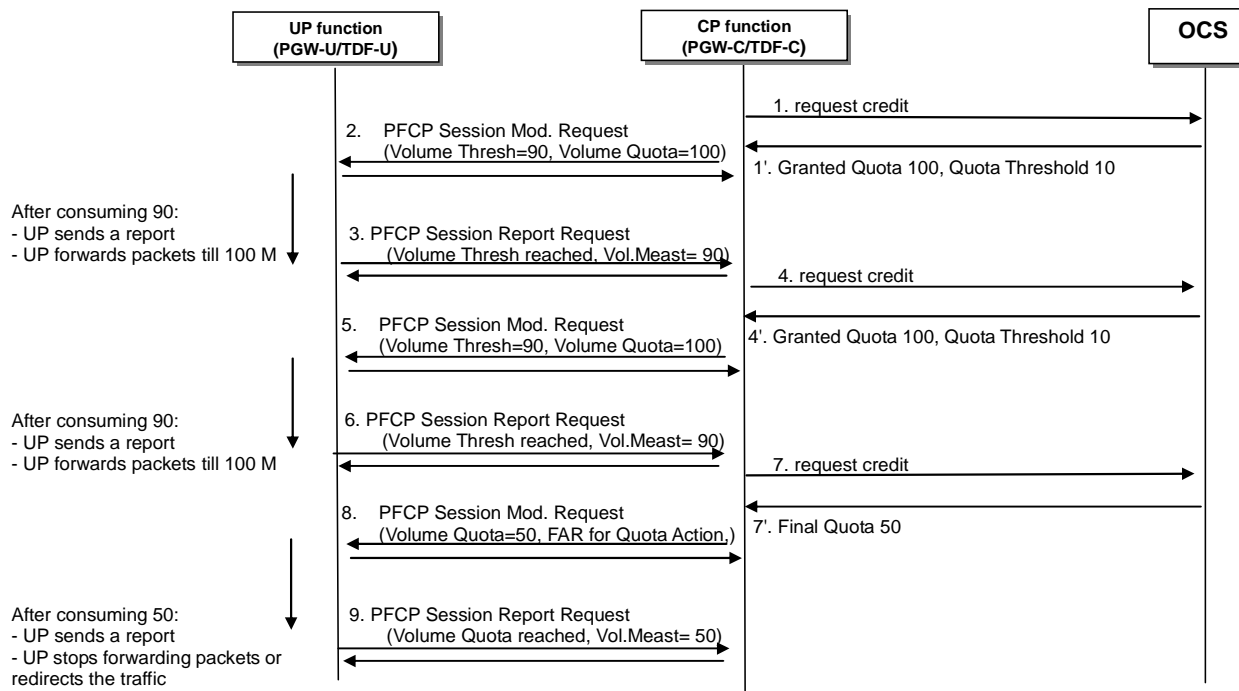 UP function
(PGW-U/TDF-U)
CP function
(PGW-C/TDF-C)
OCS
1. request credit
2. PFCP Session Mod. Request
(Volume Thresh=90, Volume Quota=100)
1'. Granted Quota 100, Quota Threshold 10
After consuming 90:
- UP sends a report
- UP forwards packets till 100 M
3. PFCP Session Report Request
(Volume Thresh reached, Vol.Meast= 90)
4. request credit
5. PFCP Session Mod. Request
(Volume Thresh=90, Volume Quota=100)
4'. Granted Quota 100, Quota Threshold 10
After consuming 90:
- UP sends a report
- UP forwards packets till 100 M
6. PFCP Session Report Request
(Volume Thresh reached, Vol.Meast= 90)
7. request credit
8. PFCP Session Mod. Request
(Volume Quota=50, FAR for Quota Action,)
7'. Final Quota 50
After consuming 50:
- UP sends a report
- UP stops forwarding packets or
redirects the traffic
9. PFCP Session Report Request
(Volume Quota reached, Vol.Meast= 50)